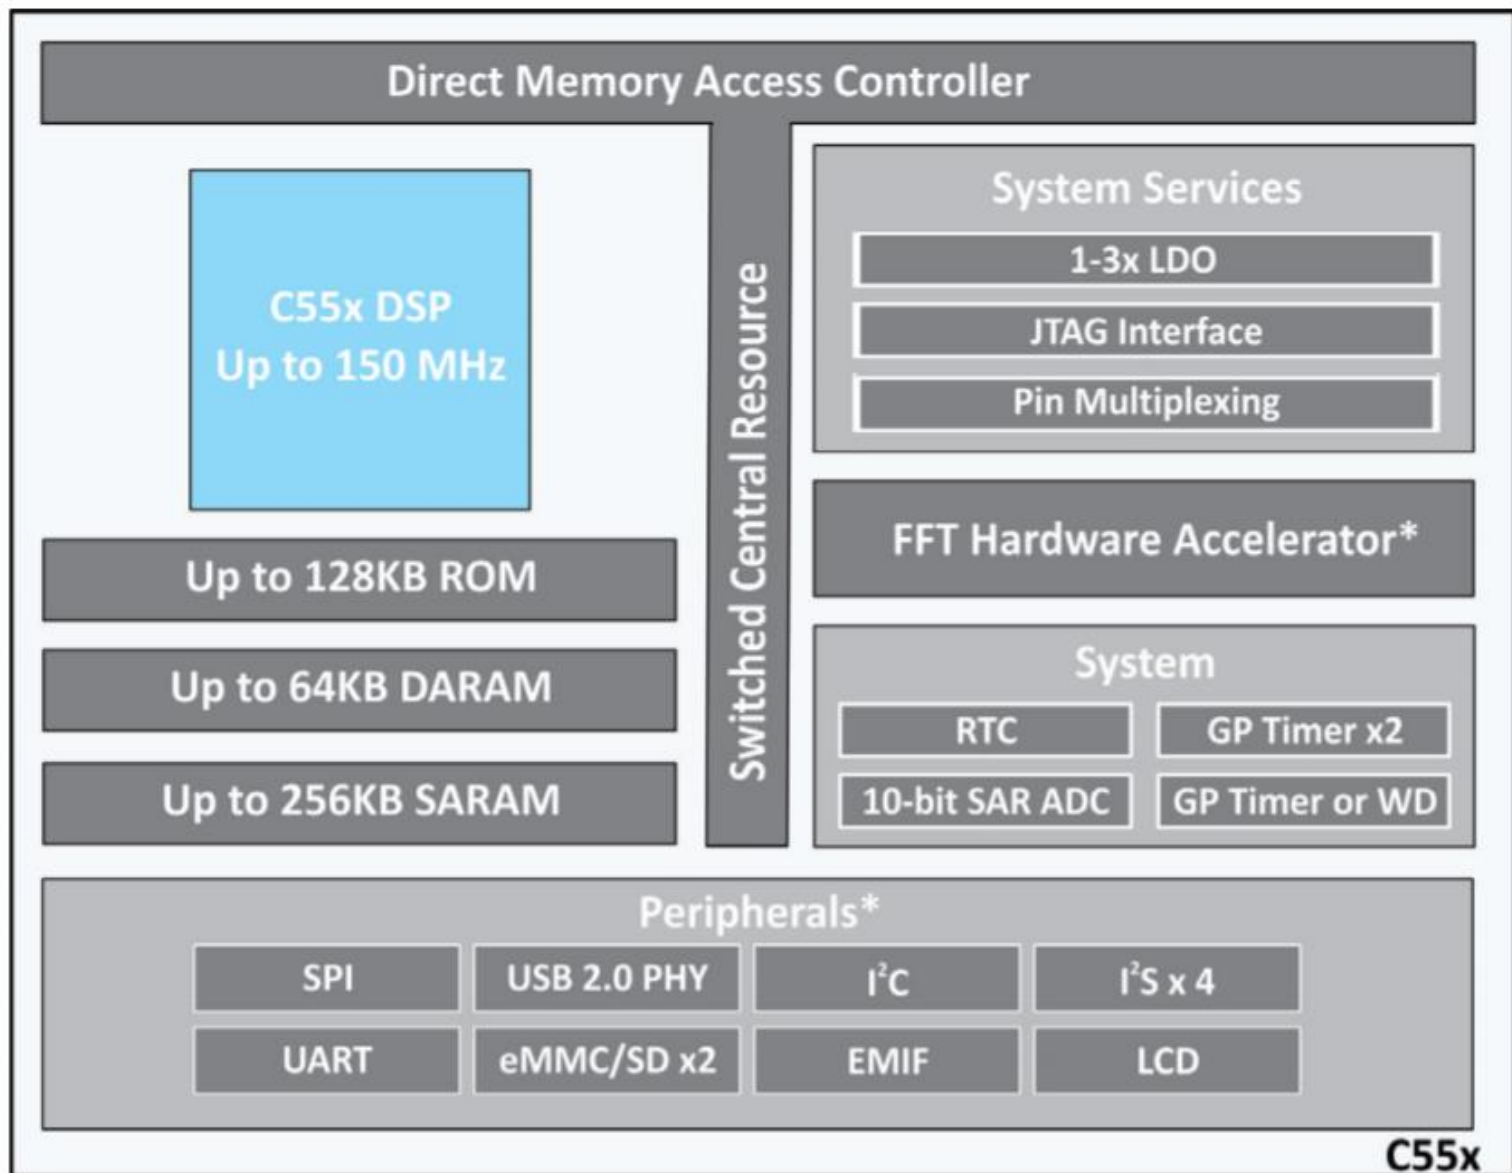 Direct Memory Access Controller
C55x DSP
Up to 150 MHz
Up to 128KB ROM
Up to 64KB DARAM
Up to 256KB SARAM
Switched Central Resource
System Services
1-3x LDO
JTAG Interface
Pin Multiplexing
FFT Hardware Accelerator*
System
RTC
GP Timer x2
10-bit SAR ADC
GP Timer or WD
Peripherals*
SPI
USB 2.0 PHY
I²C
I²S x 4
UART
eMMC/SD x2
EMIF
LCD
C55x